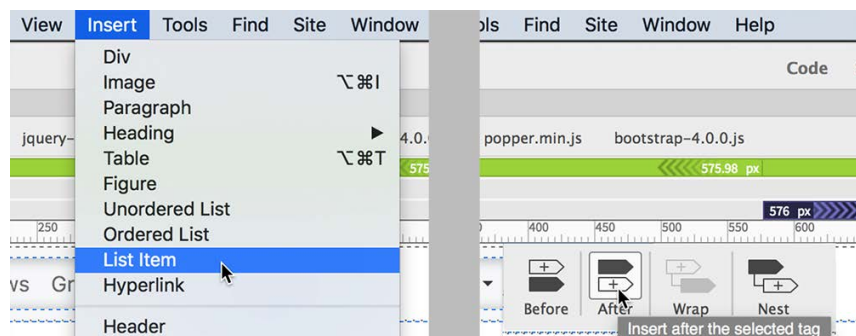 View Insert Tools Find Site Window
Div
Image ⌥⌘I
Paragraph
jquery-
Heading ▶
4.0.
Table ⌥⌘T
575
Figure
Unordered List
250
Ordered List
List Item
ws Gr
Hyperlink
Header
ols Find Site Window Help
Code
popper.min.js bootstrap-4.0.0.js
575.98 px
576 px
400 450 500 550 600
Before After Wrap Nest
Insert after the selected tag